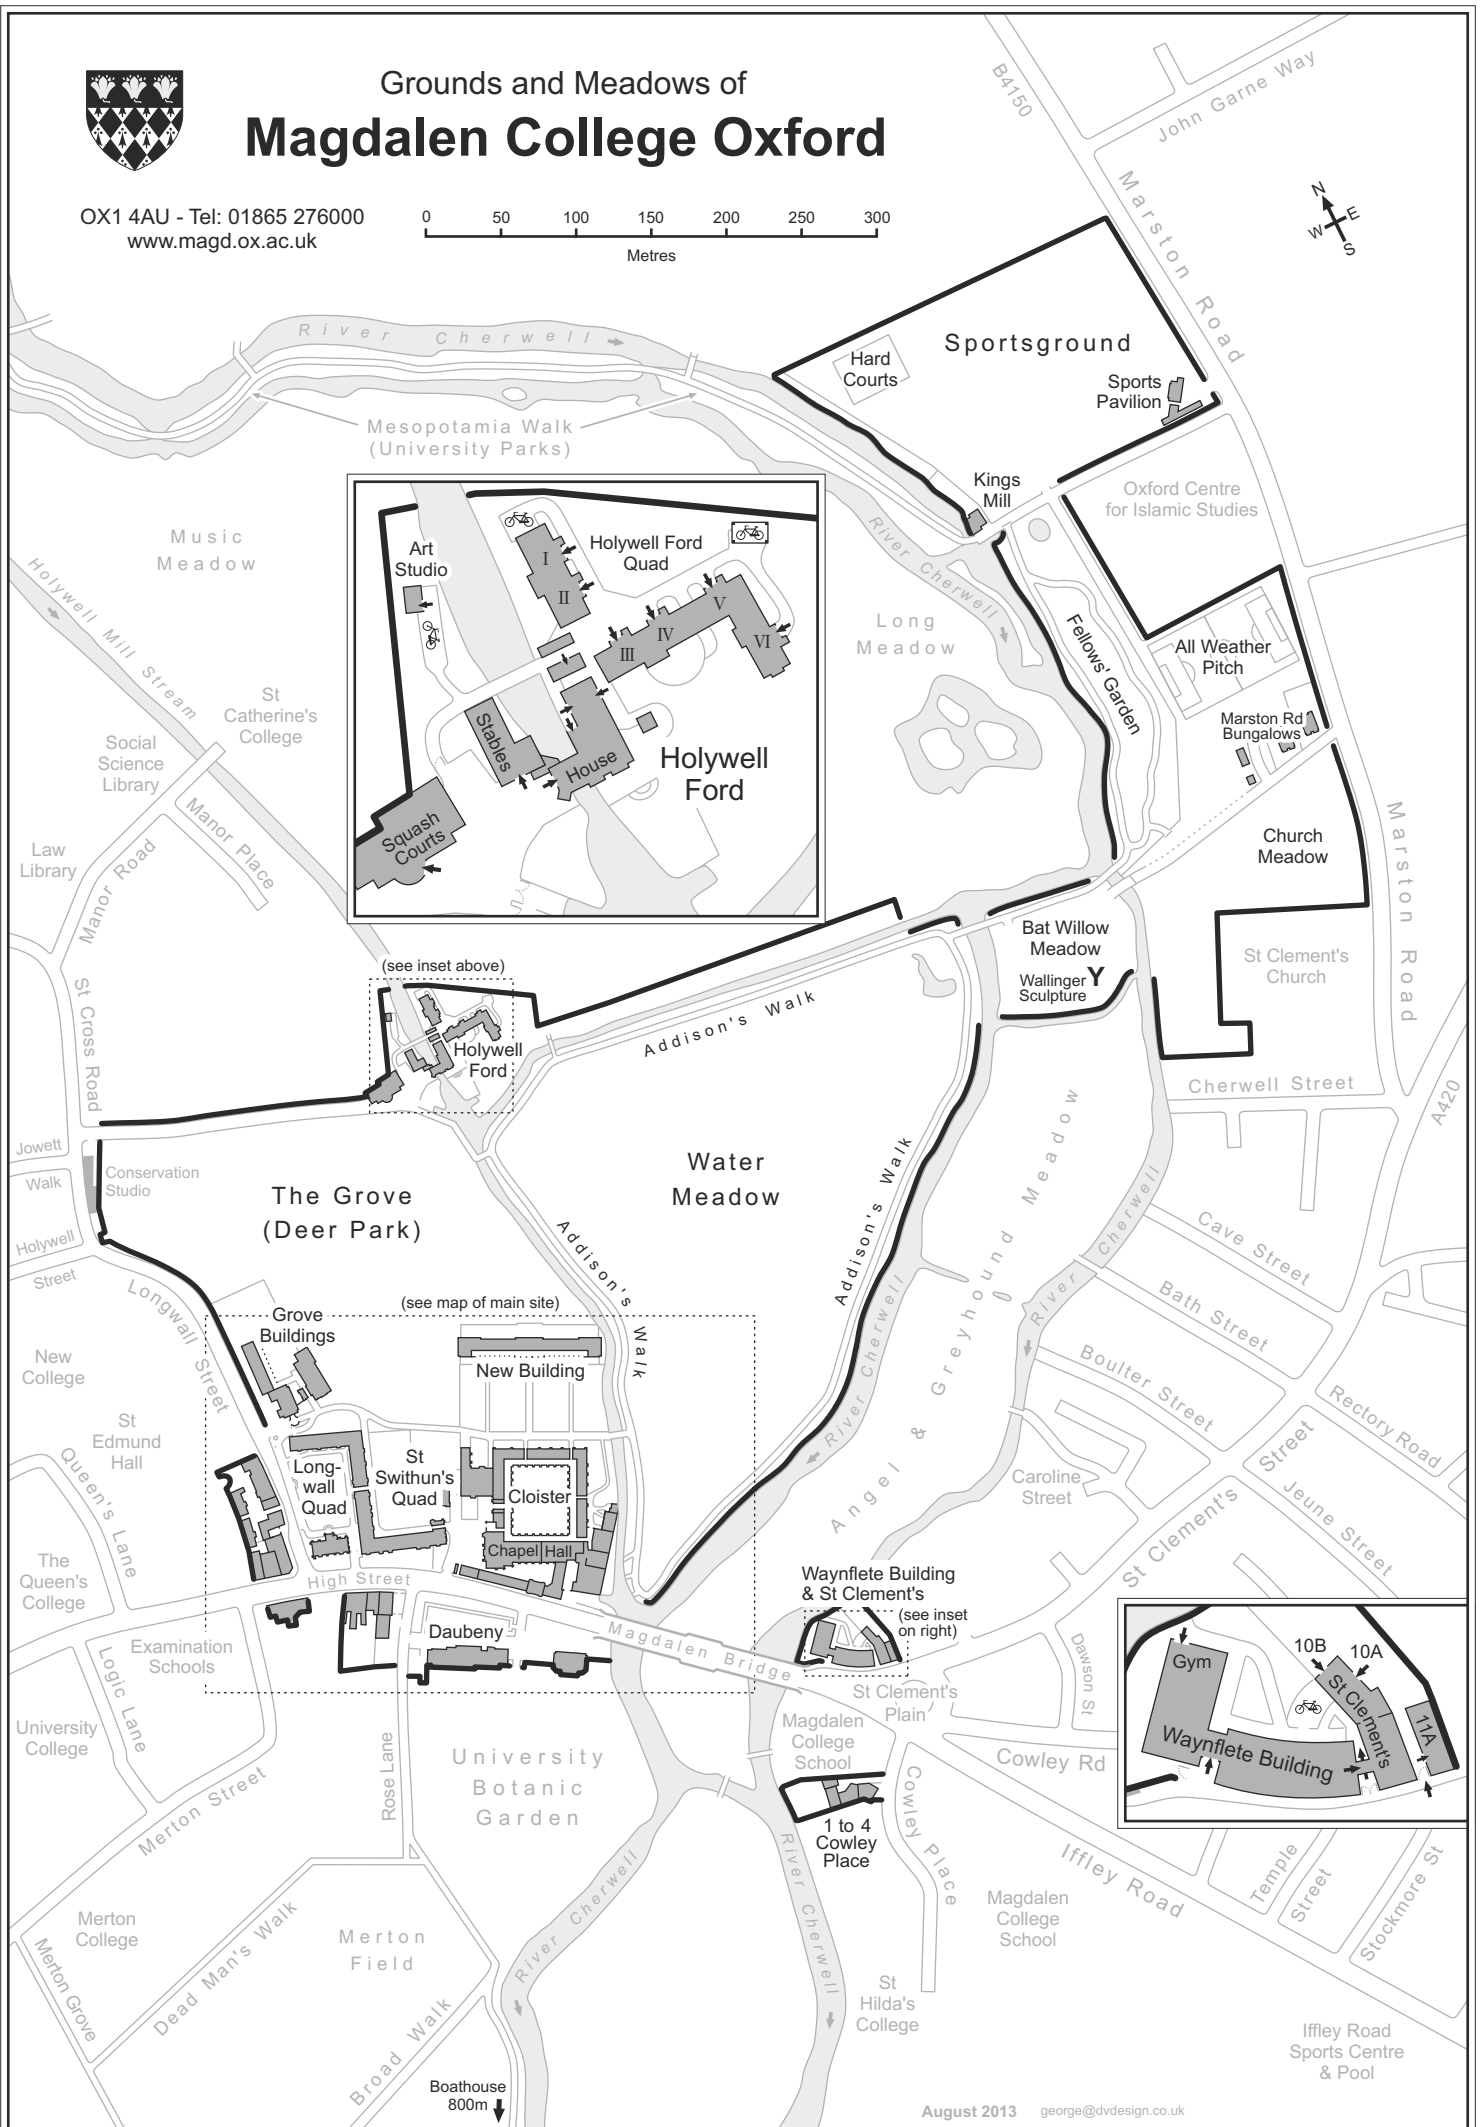 Grounds and Meadows of
Magdalen College Oxford
OX1 4AU - Tel: 01865 276000
www.magd.ox.ac.uk
0 50 100 150 200 250 300
Metres
B4150
John Garne Way
Marston Road
N
E
W
S
River Cherwell
Sportsground
Hard
Courts
Sports
Pavilion
Mesopotamia Walk
(University Parks)
Kings
Mill
Oxford Centre
for Islamic Studies
Music
Meadow
Holywell Mill Stream
River Cherwell
Long
Meadow
Fellows' Garden
All Weather
Pitch
Marston Rd
Bungalows
Art
Studio
I
II
Holywell Ford
Quad
III
IV
V
VI
Stables
House
Holywell
Ford
Squash
Courts
St
Catherine's
College
Social
Science
Library
Manor Place
Law
Library
Manor Road
Church
Meadow
Marston Road
Bat Willow
Meadow
Wallinger
Sculpture
Y
St Clement's
Church
(see inset above)
Addison's Walk
Holywell
Ford
St Cross Road
Cherwell Street
A420
Jowett
Walk
Conservation
Studio
The Grove
(Deer Park)
Water
Meadow
Addison's Walk
Addison's Walk
Angel & Greyhound Meadow
River Cherwell
River Cherwell
Holywell
Street
Longwall Street
Cave Street
Bath Street
Boulter Street
Rectory Road
(see map of main site)
Grove
Buildings
New
College
New Building
St
Edmund
Hall
Queen's Lane
Long-
wall
Quad
St
Swithun's
Quad
Cloister
Chapel
Hall
Caroline
Street
St Clement's Street
Jeune Street
The
Queen's
College
High Street
Waynflete Building
& St Clement's
(see inset
on right)
Daubeny
Magdalen Bridge
Examination
Schools
Logic Lane
St Clement's
Plain
Dawson St
10B
10A
Gym
St Clement's
11A
Waynflete Building
University
College
Magdalen
College
School
Cowley Rd
University
Botanic
Garden
Rose Lane
Merton Street
1 to 4
Cowley
Place
Cowley Place
Iffley Road
Temple
Street
Stockmore St
River Cherwell
River Cherwell
Merton
College
Merton
Field
Magdalen
College
School
Merton Grove
Dead Man's Walk
Broad Walk
St
Hilda's
College
Iffley Road
Sports Centre
& Pool
Boathouse
800m
August 2013 george@dvdesign.co.uk